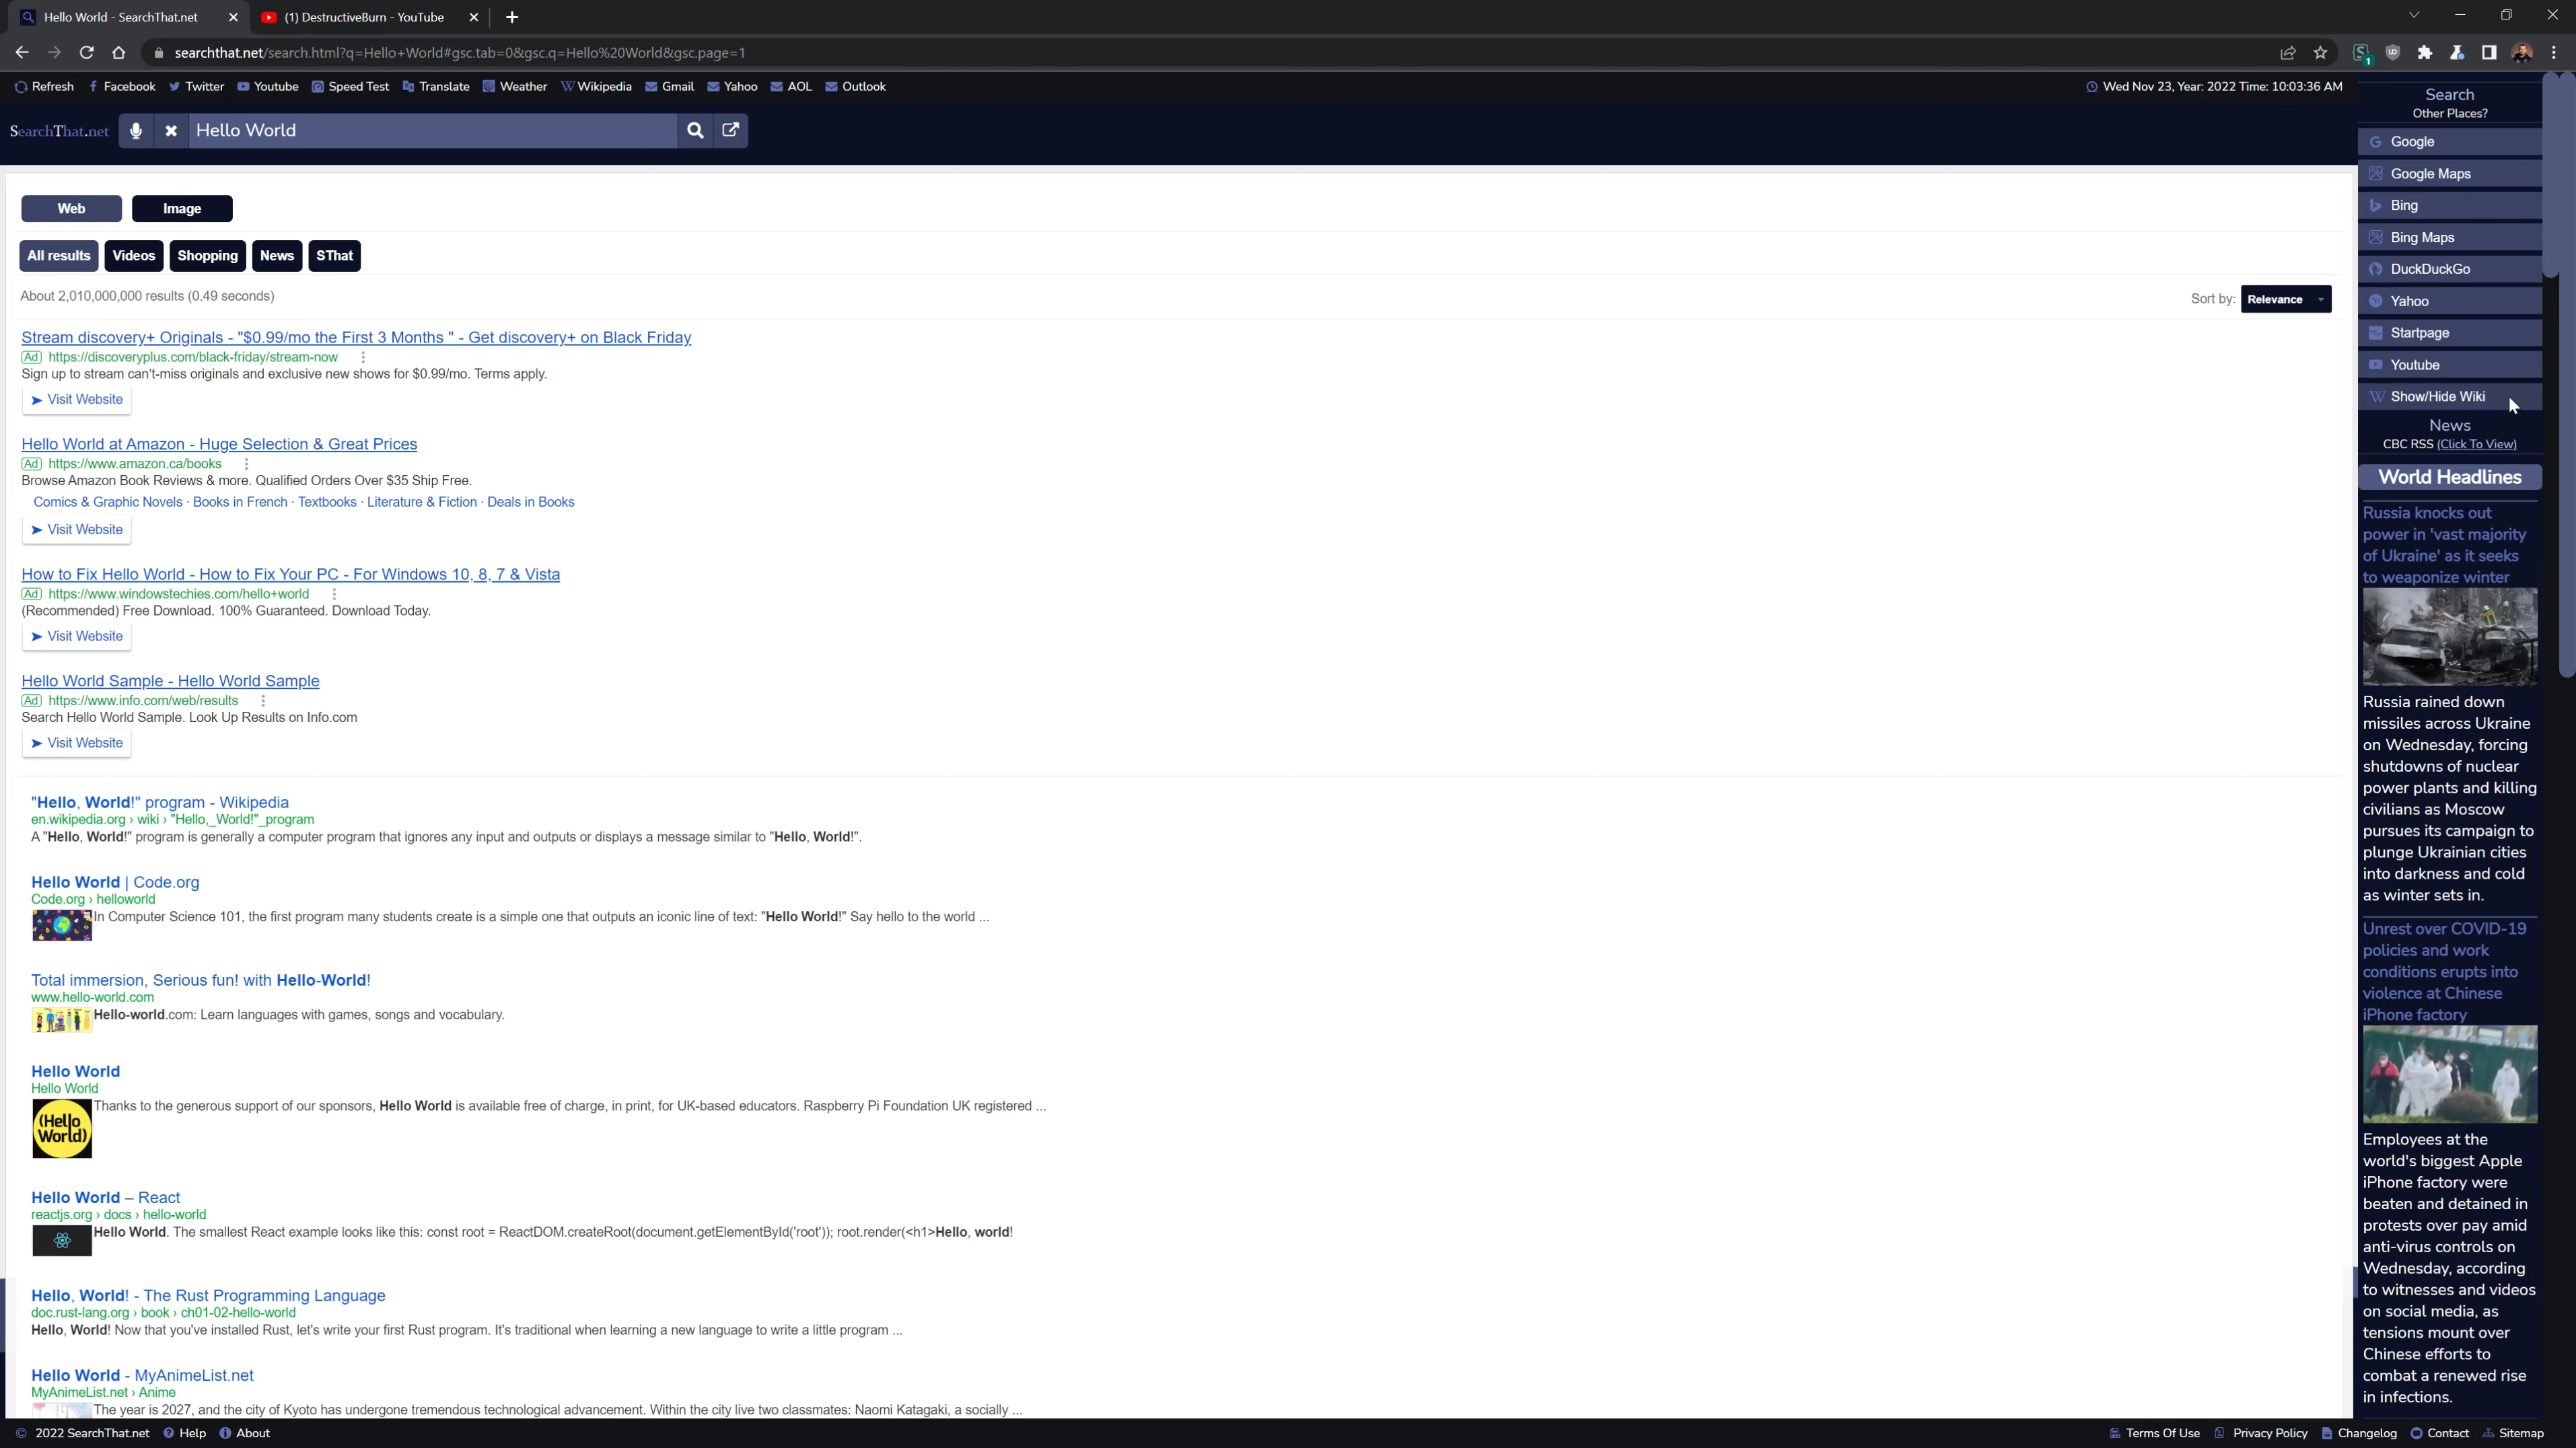 Hello World - SearchThat.net
(1) DestructiveBurn - YouTube
searchthat.net/search.html?q=Hello+World#gsc.tab=0&gsc.q=Hello%20World&gsc.page=1
1
Refresh Facebook Twitter Youtube Speed Test Translate Weather Wikipedia Gmail Yahoo AOL Outlook
Wed Nov 23, Year: 2022 Time: 10:03:36 AM
SearchThat.net
Hello World
Web Image
All results Videos Shopping News SThat
About 2,010,000,000 results (0.49 seconds)
Sort by: Relevance
Stream discovery+ Originals - "$0.99/mo the First 3 Months " - Get discovery+ on Black Friday
Ad https://discoveryplus.com/black-friday/stream-now
Sign up to stream can't-miss originals and exclusive new shows for $0.99/mo. Terms apply.
Visit Website
Hello World at Amazon - Huge Selection & Great Prices
Ad https://www.amazon.ca/books
Browse Amazon Book Reviews & more. Qualified Orders Over $35 Ship Free.
Comics & Graphic Novels · Books in French · Textbooks · Literature & Fiction · Deals in Books
Visit Website
How to Fix Hello World - How to Fix Your PC - For Windows 10, 8, 7 & Vista
Ad https://www.windowstechies.com/hello+world
(Recommended) Free Download. 100% Guaranteed. Download Today.
Visit Website
Hello World Sample - Hello World Sample
Ad https://www.info.com/web/results
Search Hello World Sample. Look Up Results on Info.com
Visit Website
"Hello, World!" program - Wikipedia
en.wikipedia.org › wiki › "Hello,_World!"_program
A "Hello, World!" program is generally a computer program that ignores any input and outputs or displays a message similar to "Hello, World!".
Hello World | Code.org
Code.org › helloworld
In Computer Science 101, the first program many students create is a simple one that outputs an iconic line of text: "Hello World!" Say hello to the world ...
Total immersion, Serious fun! with Hello-World!
www.hello-world.com
Hello-world.com: Learn languages with games, songs and vocabulary.
Hello World
Hello World
(Hello
World)
Thanks to the generous support of our sponsors, Hello World is available free of charge, in print, for UK-based educators. Raspberry Pi Foundation UK registered ...
Hello World – React
reactjs.org › docs › hello-world
Hello World. The smallest React example looks like this: const root = ReactDOM.createRoot(document.getElementById('root')); root.render(<h1>Hello, world!
Hello, World! - The Rust Programming Language
doc.rust-lang.org › book › ch01-02-hello-world
Hello, World! Now that you've installed Rust, let's write your first Rust program. It's traditional when learning a new language to write a little program ...
Hello World - MyAnimeList.net
MyAnimeList.net › Anime
The year is 2027, and the city of Kyoto has undergone tremendous technological advancement. Within the city live two classmates: Naomi Katagaki, a socially ...
Search
Other Places?
Google
Google Maps
Bing
Bing Maps
DuckDuckGo
Yahoo
Startpage
Youtube
Show/Hide Wiki
News
CBC RSS (Click To View)
World Headlines
Russia knocks out
power in 'vast majority
of Ukraine' as it seeks
to weaponize winter
Russia rained down
missiles across Ukraine
on Wednesday, forcing
shutdowns of nuclear
power plants and killing
civilians as Moscow
pursues its campaign to
plunge Ukrainian cities
into darkness and cold
as winter sets in.
Unrest over COVID-19
policies and work
conditions erupts into
violence at Chinese
iPhone factory
Employees at the
world's biggest Apple
iPhone factory were
beaten and detained in
protests over pay amid
anti-virus controls on
Wednesday, according
to witnesses and videos
on social media, as
tensions mount over
Chinese efforts to
combat a renewed rise
in infections.
© 2022 SearchThat.net Help About
Terms Of Use Privacy Policy Changelog Contact Sitemap